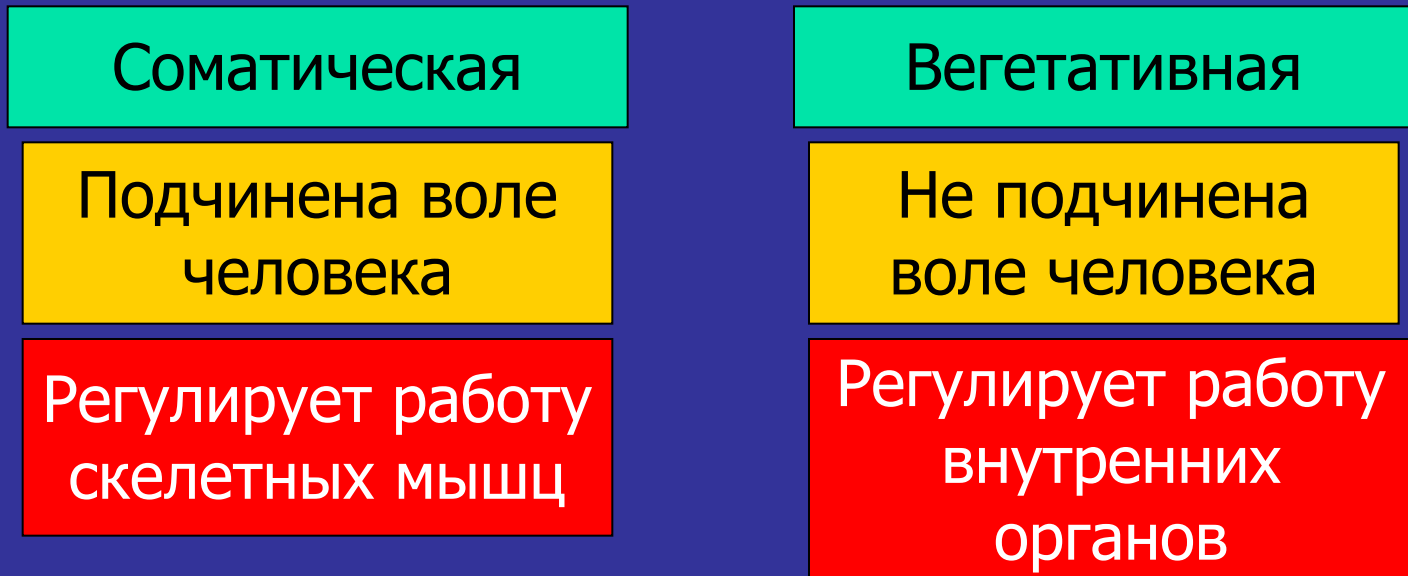 Соматическая
Подчинена воле
человека
Регулирует работу
скелетных мышц
Вегетативная
Не подчинена
воле человека
Регулирует работу
внутренних
органов